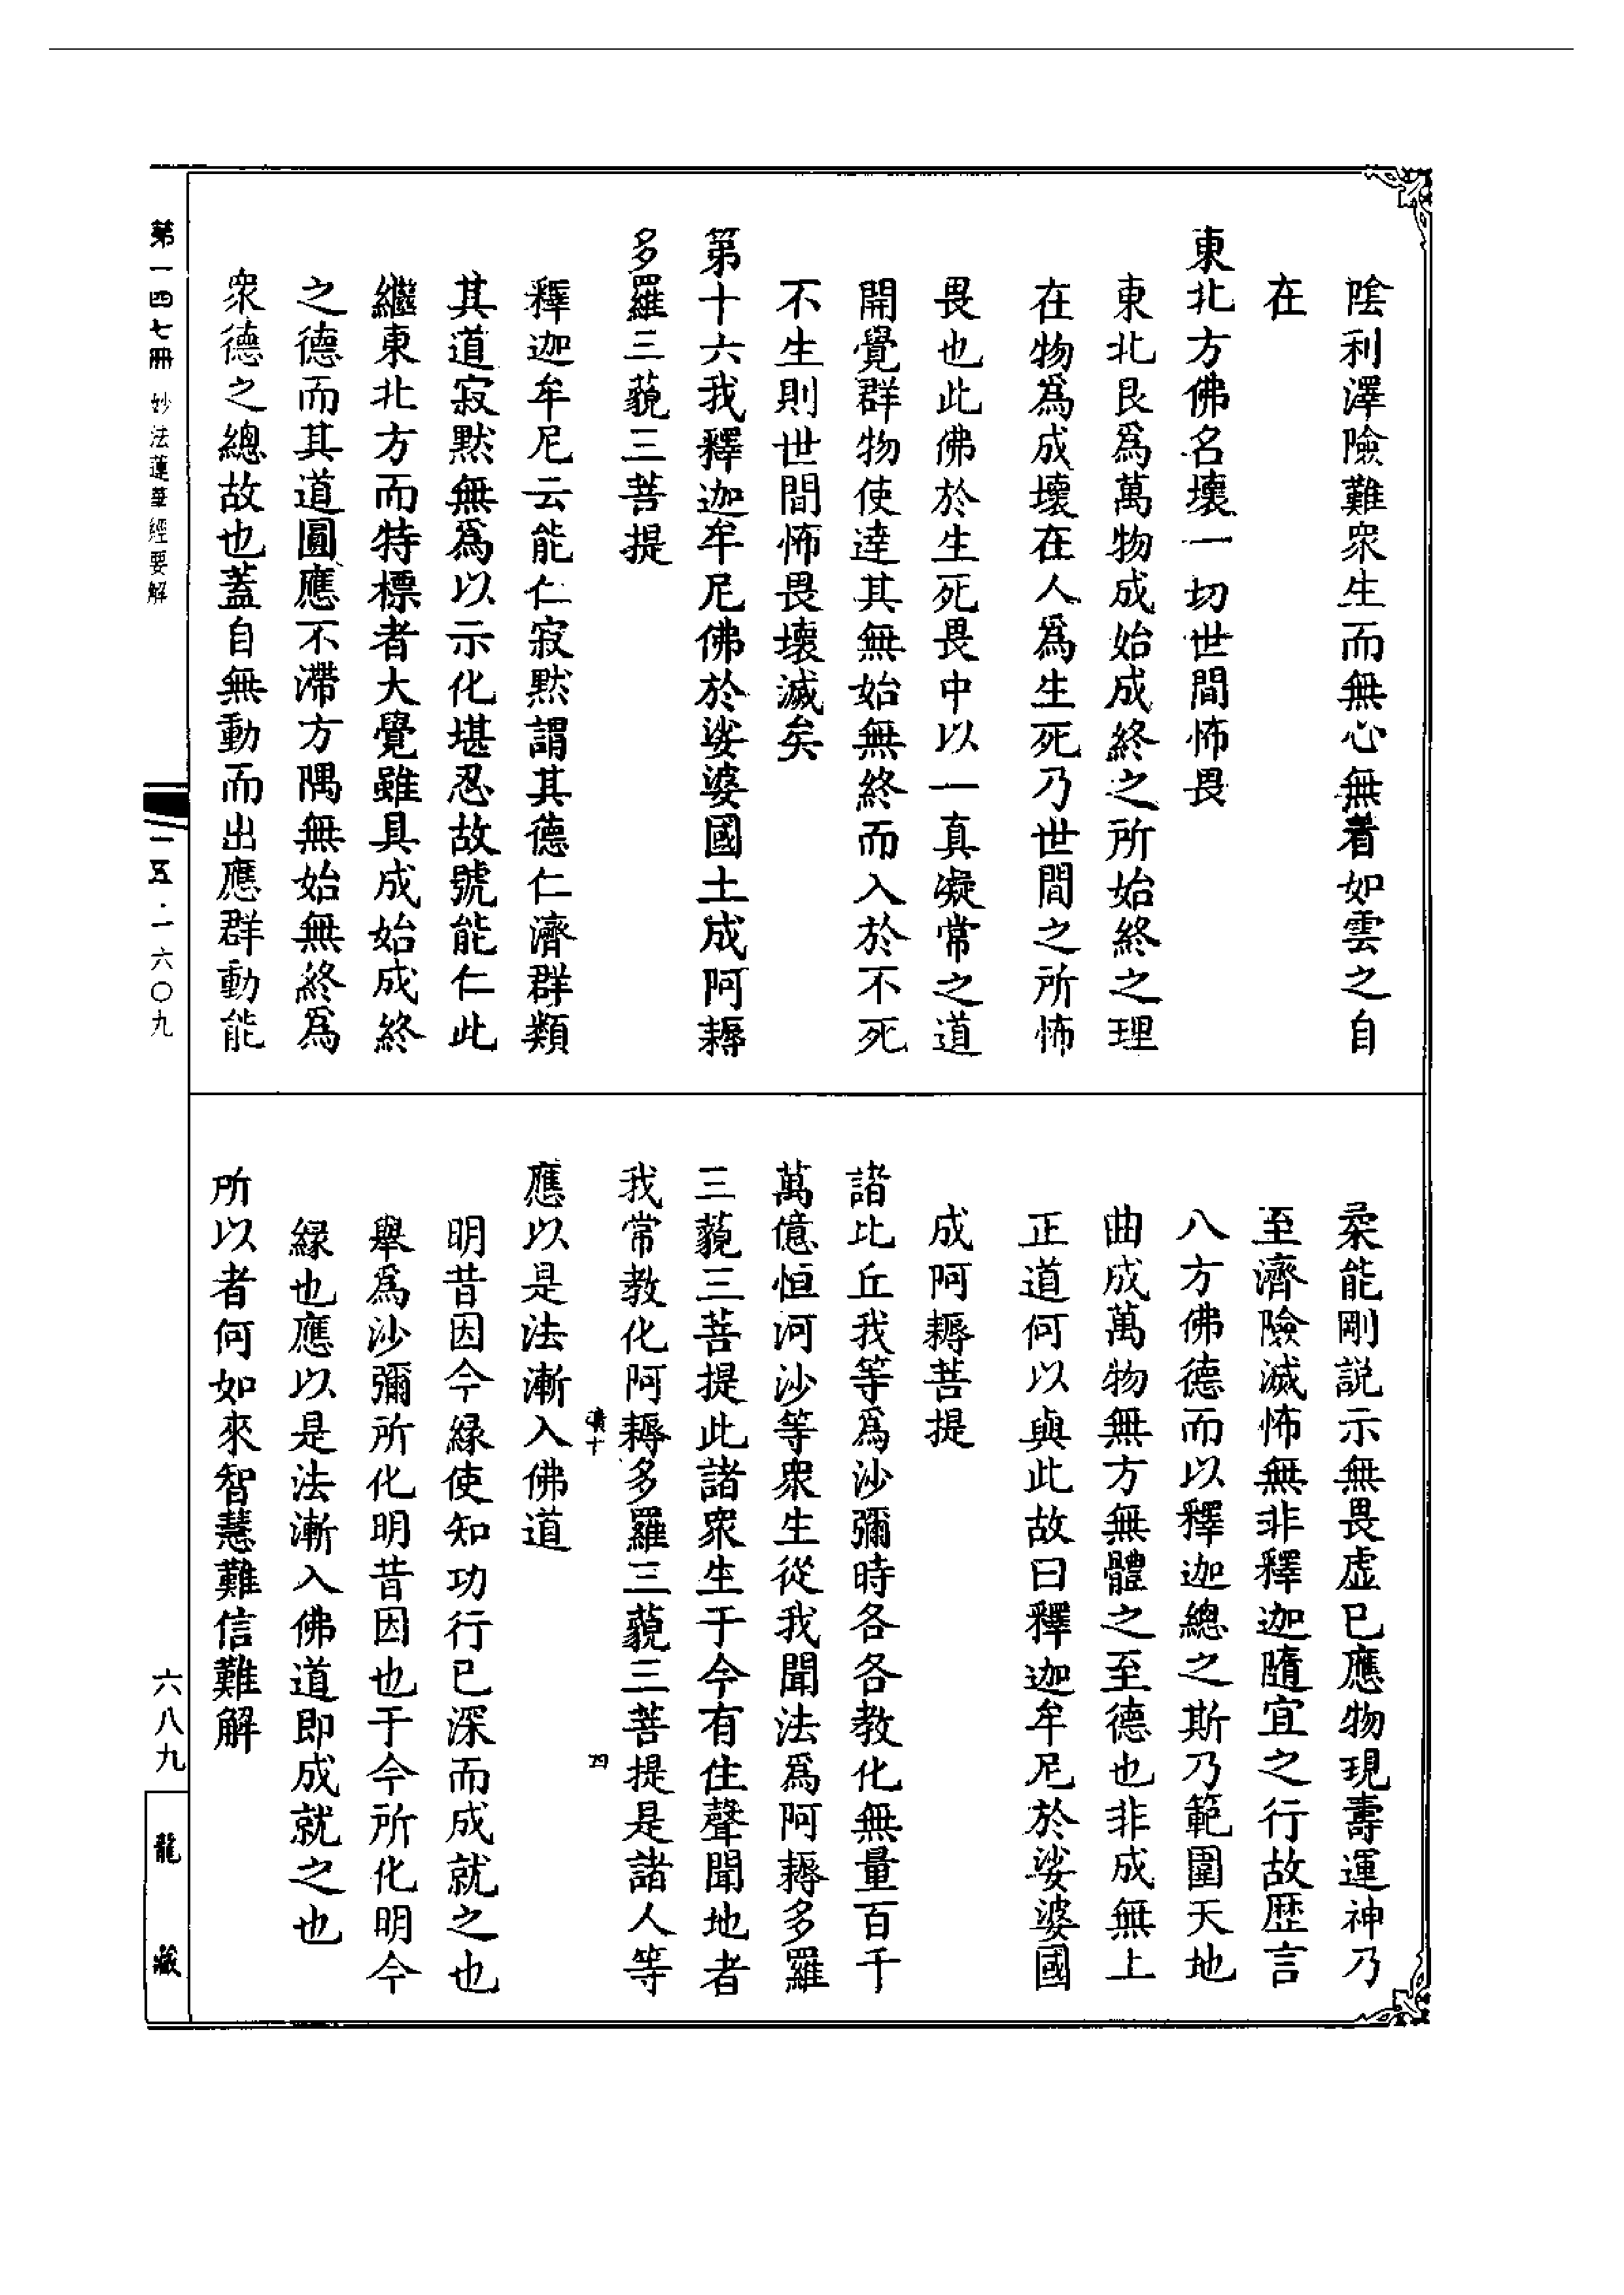 陰利澤險難衆生而無心無著如雲之自
在
東北方佛名壞一切世間怖畏
東北艮爲萬物成始成終之所始終之理
在物爲成壞在人爲生死乃世間之所怖
畏也此佛於生死畏中以一真凝常之道
開覺群物使達其無始無終而入於不死
不生則世間怖畏壞滅矣
第十六我釋迦牟尼佛於娑婆國土成阿耨
多羅三藐三菩提
釋迦牟尼云能仁寂默謂其德仁濟群類
其道寂默無爲以示化堪忍故號能仁此
繼東北方而特標者大覺雖具成始成終
之德而其道圓應不滯方隅無始無終爲
衆德之總故也蓋自無動而出應群動能
柔能剛説示無畏虚已應物現壽運神乃
至濟險滅怖無非釋迦隨宜之行故歷言
八方佛德而以釋迦總之斯乃範圍天地
曲成萬物無方無體之至德也非成無上
正道何以與此故曰釋迦牟尼於娑婆國
成阿耨菩提
諸比丘我等爲沙彌時各各教化無量百千
萬億恒河沙等衆生從我聞法爲阿耨多羅
三藐三菩提此諸衆生于今有住聲聞地者
我常教化阿耨多羅三藐三菩提是諸人等
十
四
應以是法漸入佛道
明昔因今緣使知功行已深而成就之也
舉爲沙彌所化明昔因也于今所化明今
緣也應以是法漸入佛道即成就之也
所以者何如來智慧難信難解
第一四七冊 妙法蓮華經要解
一五·一六〇九
六八九
龍藏